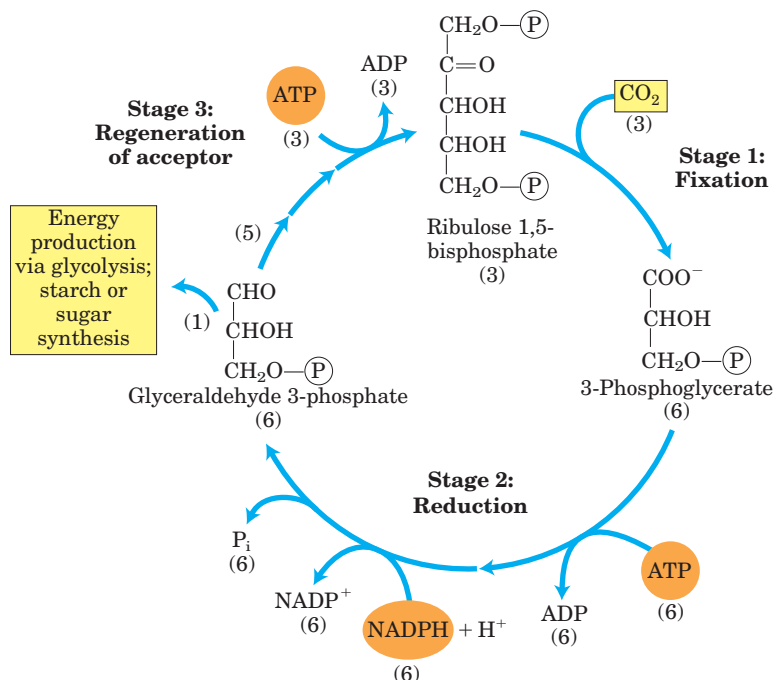 CH₂O—P
C=O
CHOH
CHOH
CH₂O—P
Ribulose 1,5-
bisphosphate
(3)
ATP
(3)
ADP
(3)
Stage 3:
Regeneration
of acceptor
CO₂
(3)
Stage 1:
Fixation
COO⁻
CHOH
CH₂O—P
3-Phosphoglycerate
(6)
Stage 2:
Reduction
ATP
(6)
ADP
(6)
NADPH + H⁺
(6)
NADP⁺
(6)
Pᵢ
(6)
CHO
CHOH
CH₂O—P
Glyceraldehyde 3-phosphate
(6)
(5)
(1)
Energy
production
via glycolysis;
starch or
sugar
synthesis